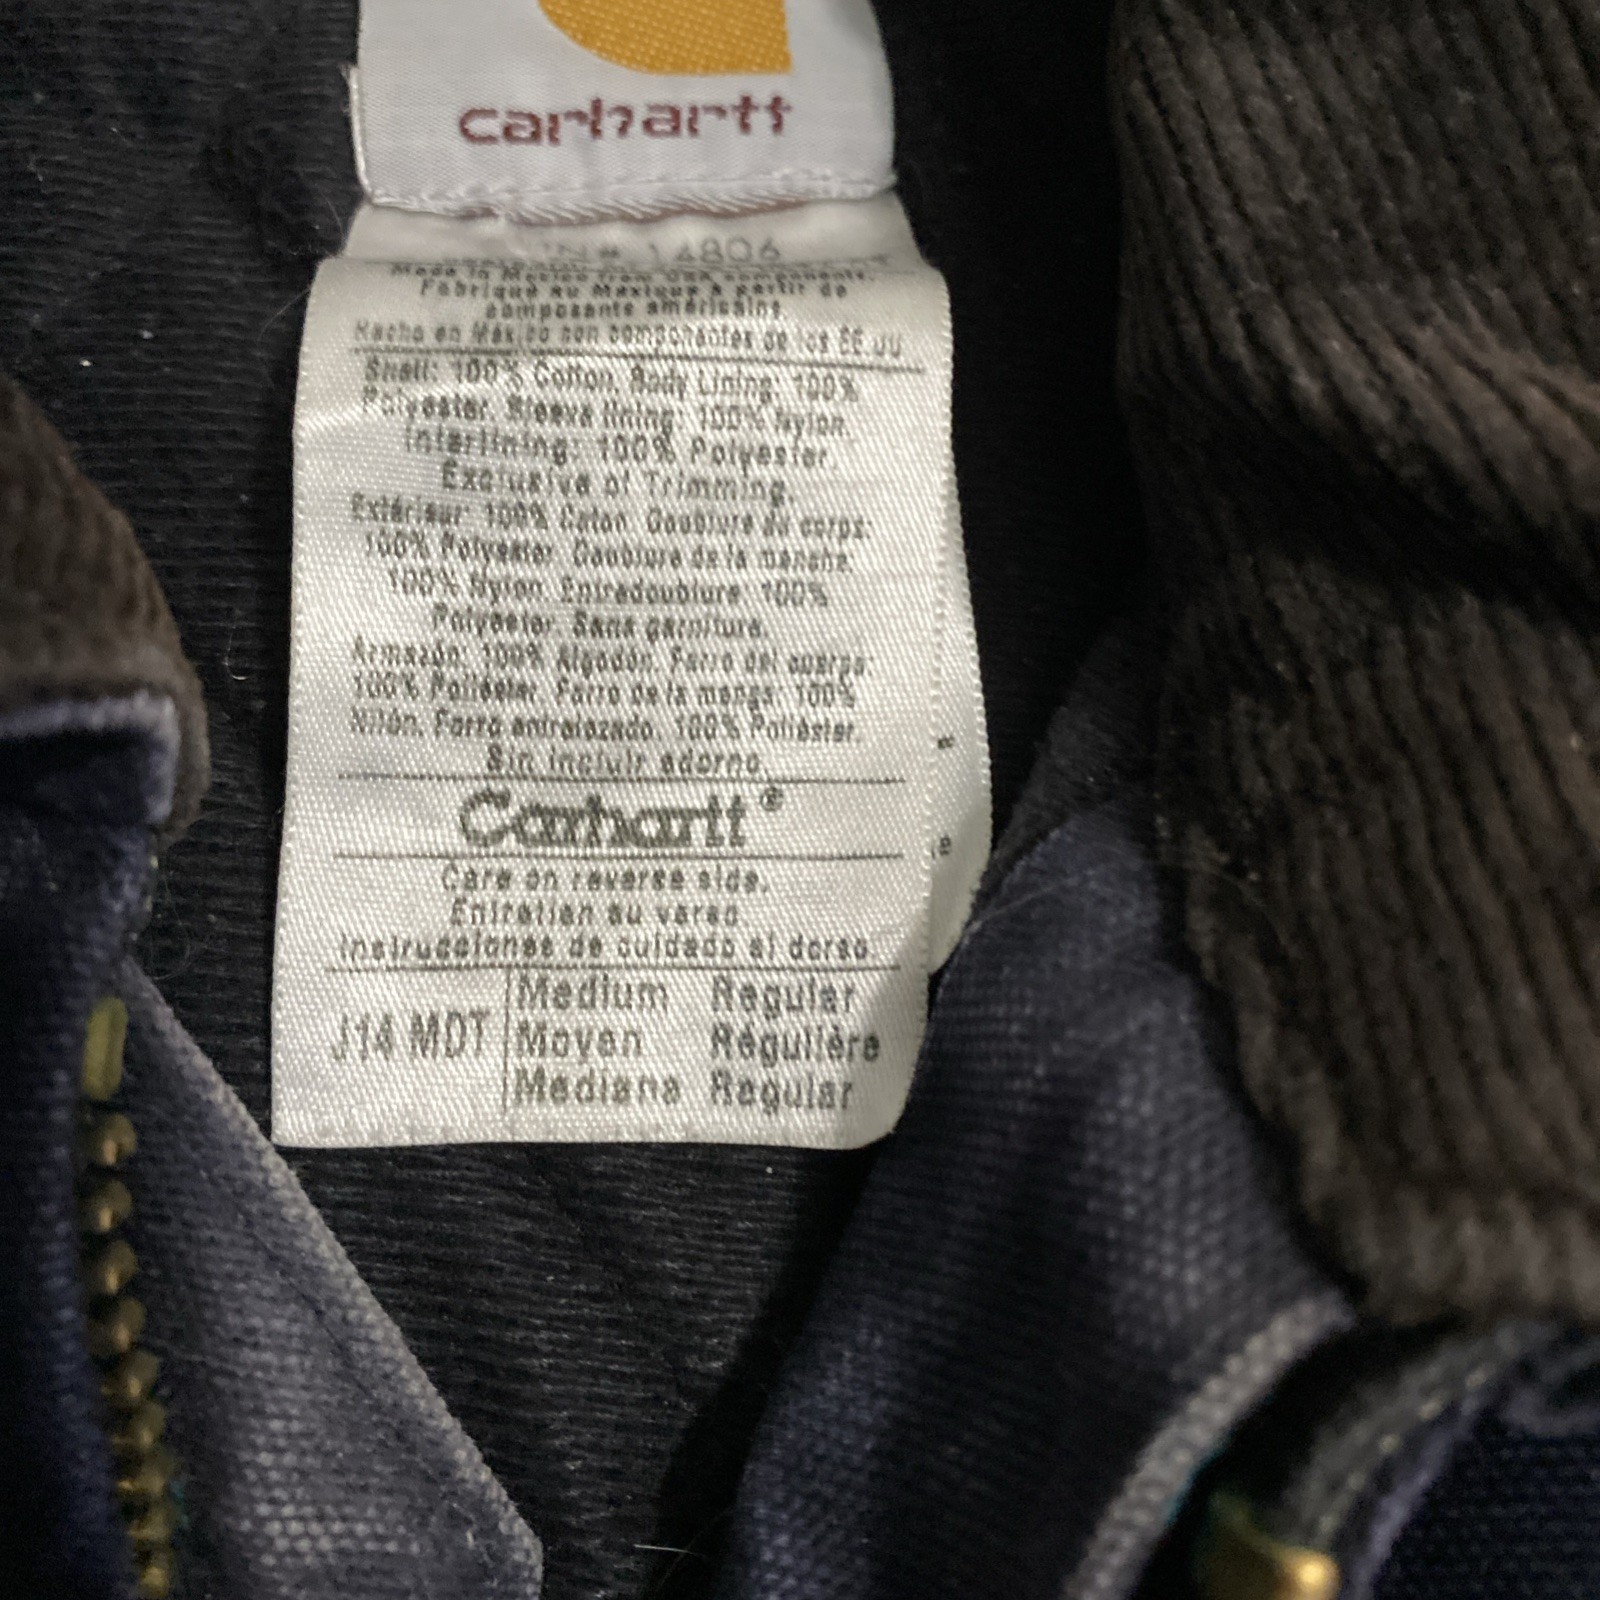 carhartt
RN# 14806
Made in Mexico from USA components.
Fabriqué au Mexique à partir de
composants américains
Hecho en México con componentes de los EE UU
Shell: 100% Cotton. Body Lining: 100%
Polyester. Sleeve lining: 100% Nylon.
Interlining: 100% Polyester.
Exclusive of Trimming.
Extérieur: 100% Coton. Doublure du corps:
100% Polyester. Doublure de la manche:
100% Nylon. Entredoublure: 100%
Polyester. Sans garniture.
Armazón: 100% Algodón. Forro del cuerpo:
100% Poliéster. Forro de la manga: 100%
Nilón. Forro entrelazado. 100% Poliéster.
Sin incluir adorno.
Carhartt®
Care on reverse side.
Entretien au verso.
Instrucciones de cuidado al dorso.
J14 MDT
Medium Regular
Moyen Régulière
Mediana Regular